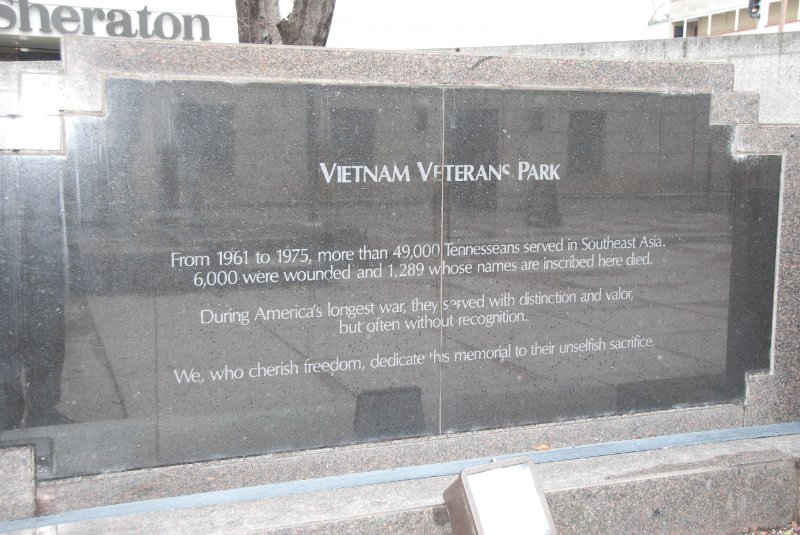 Sheraton
VIETNAM VETERANS PARK
From 1961 to 1975, more than 49,000 Tennesseans served in Southeast Asia.
6,000 were wounded and 1,289 whose names are inscribed here died.
During America's longest war, they served with distinction and valor,
but often without recognition.
We, who cherish freedom, dedicate this memorial to their unselfish sacrifice.